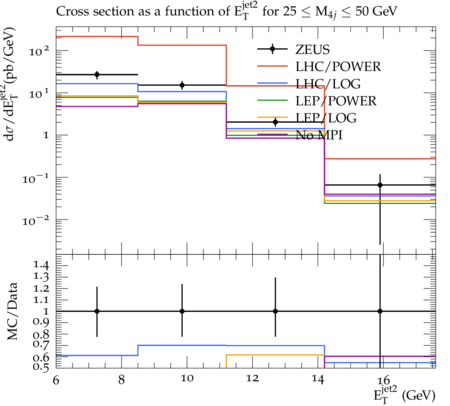 Cross section as a function of E_T^jet2 for 25 ≤ M_4j ≤ 50 GeV
dσ/dE_T^jet2 (pb/GeV)
10^2
10^1
1
10^−1
10^−2
ZEUS
LHC/POWER
LHC/LOG
LEP/POWER
LEP/LOG
No MPI
MC/Data
1.4
1.3
1.2
1.1
1
0.9
0.8
0.7
0.6
0.5
6 8 10 12 14 16
E_T^jet2 (GeV)